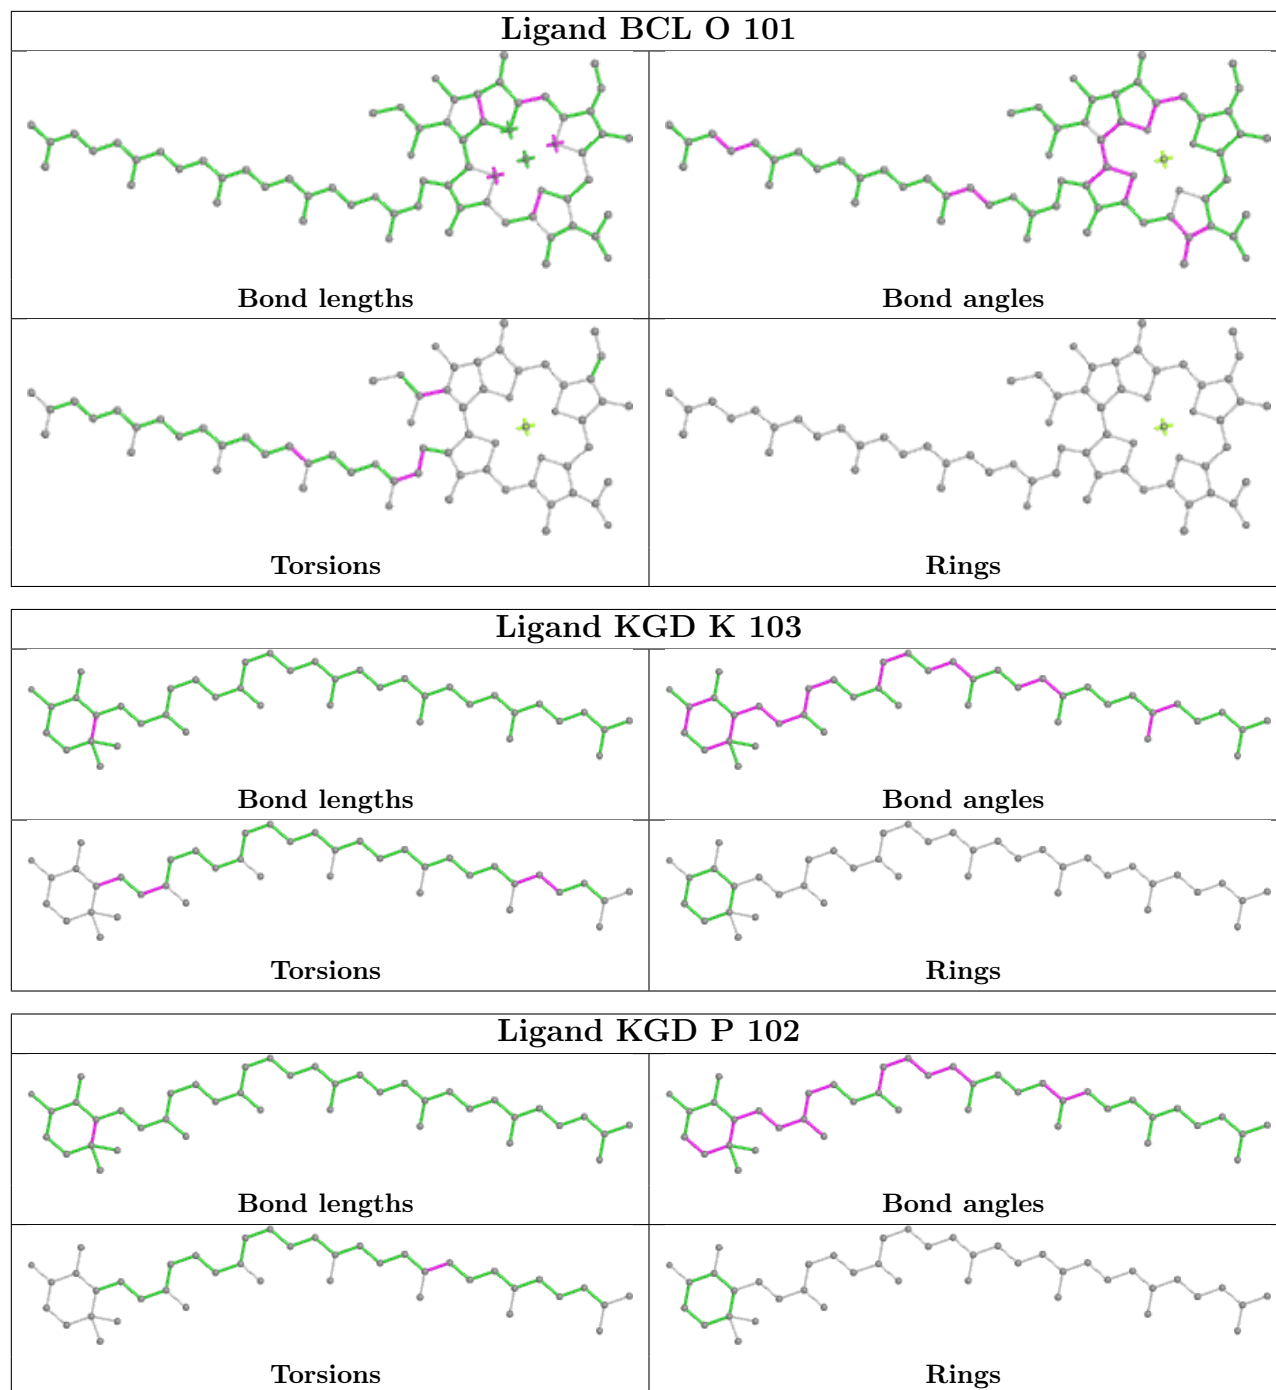 Ligand BCL O 101
Bond lengths
Bond angles
Torsions
Rings
Ligand KGD K 103
Bond lengths
Bond angles
Torsions
Rings
Ligand KGD P 102
Bond lengths
Bond angles
Torsions
Rings